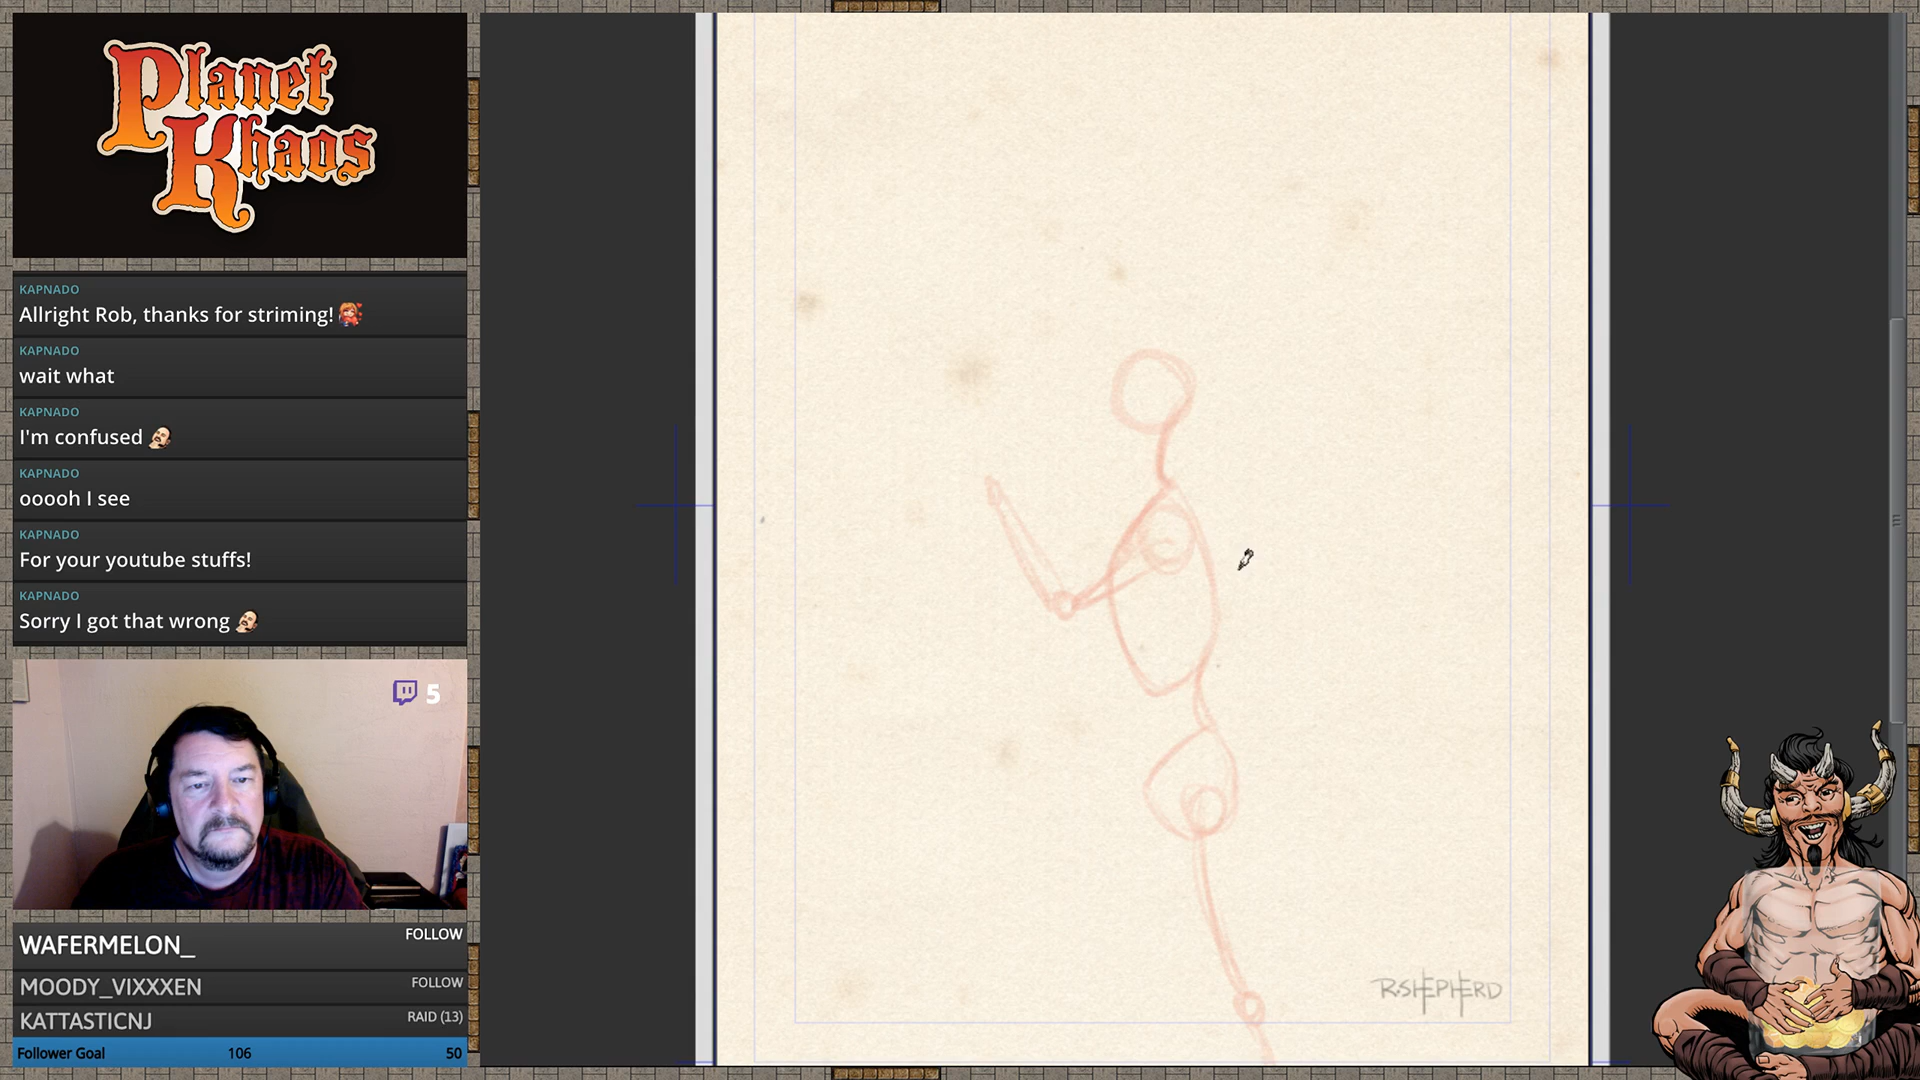 Planet
Khaos
KAPNADO
Allright Rob, thanks for striming!
KAPNADO
wait what
KAPNADO
I'm confused
KAPNADO
ooooh I see
KAPNADO
For your youtube stuffs!
KAPNADO
Sorry I got that wrong
5
WAFERMELON_ FOLLOW
MOODY_VIXXXEN FOLLOW
KATTASTICNJ RAID (13)
Follower Goal 106 50
R.SHEPHERD